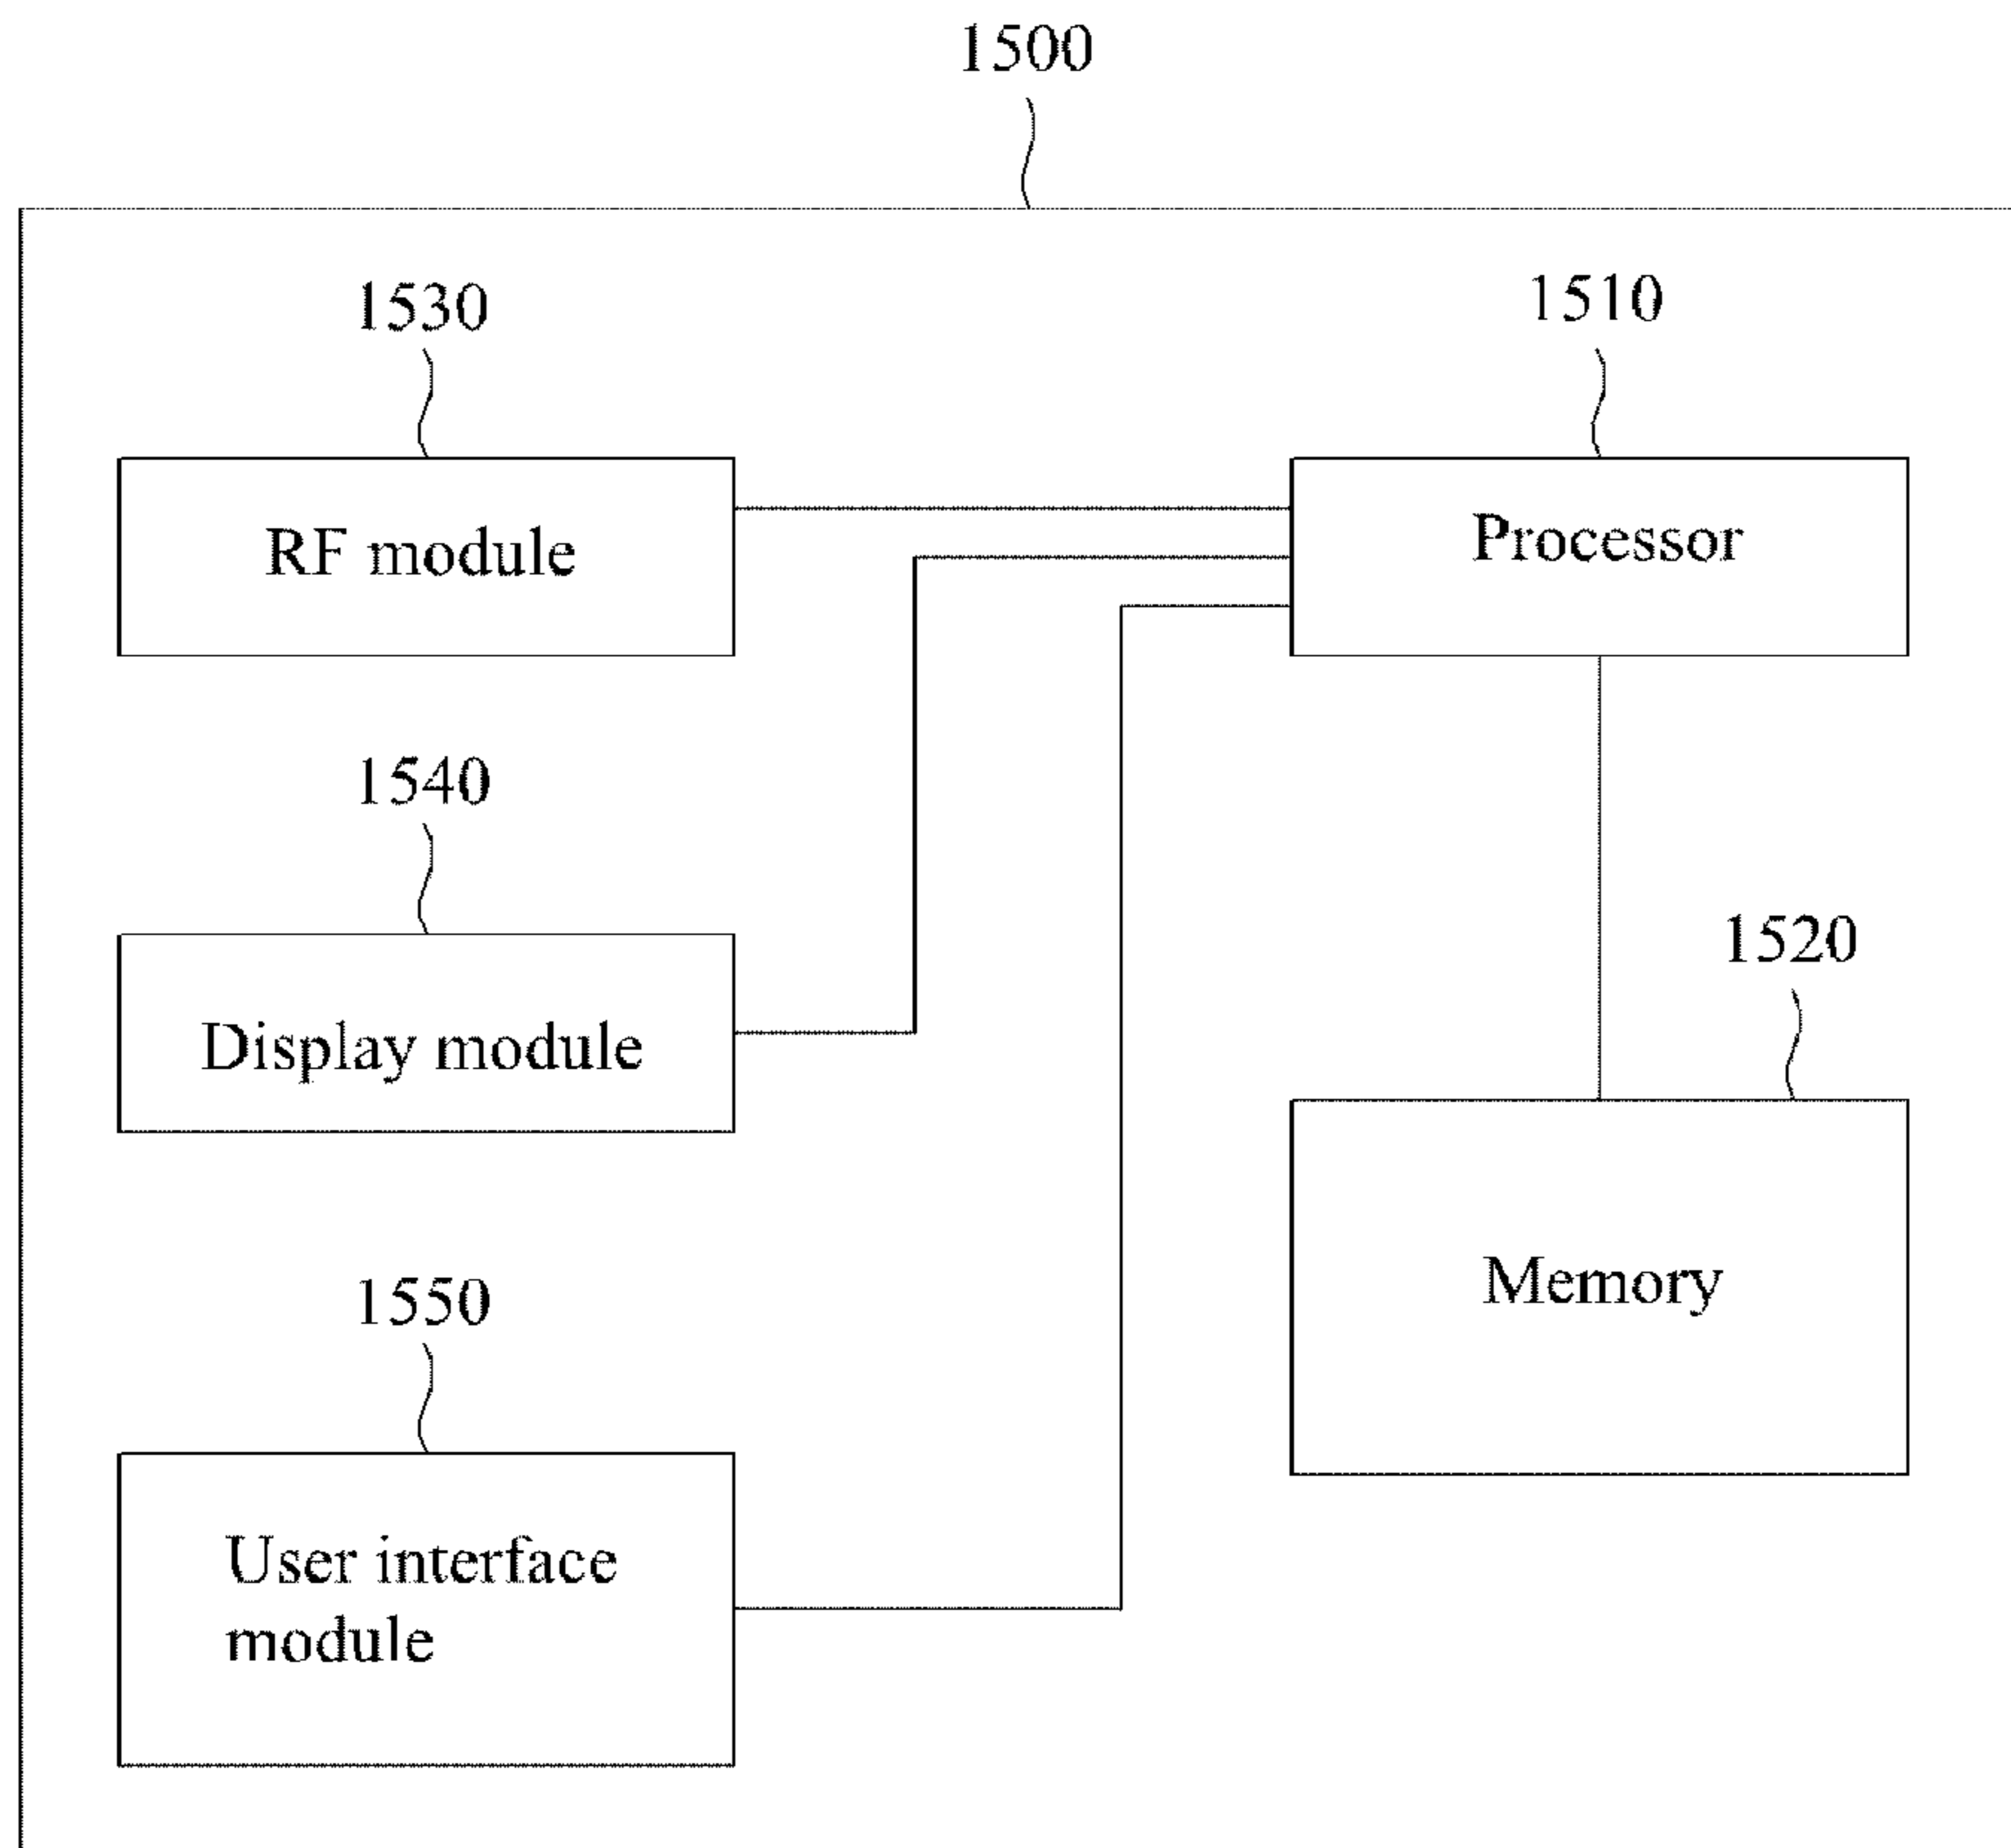 1500
1530
1510
RF module
Processor
1540
1520
Display module
Memory
1550
User interface
module